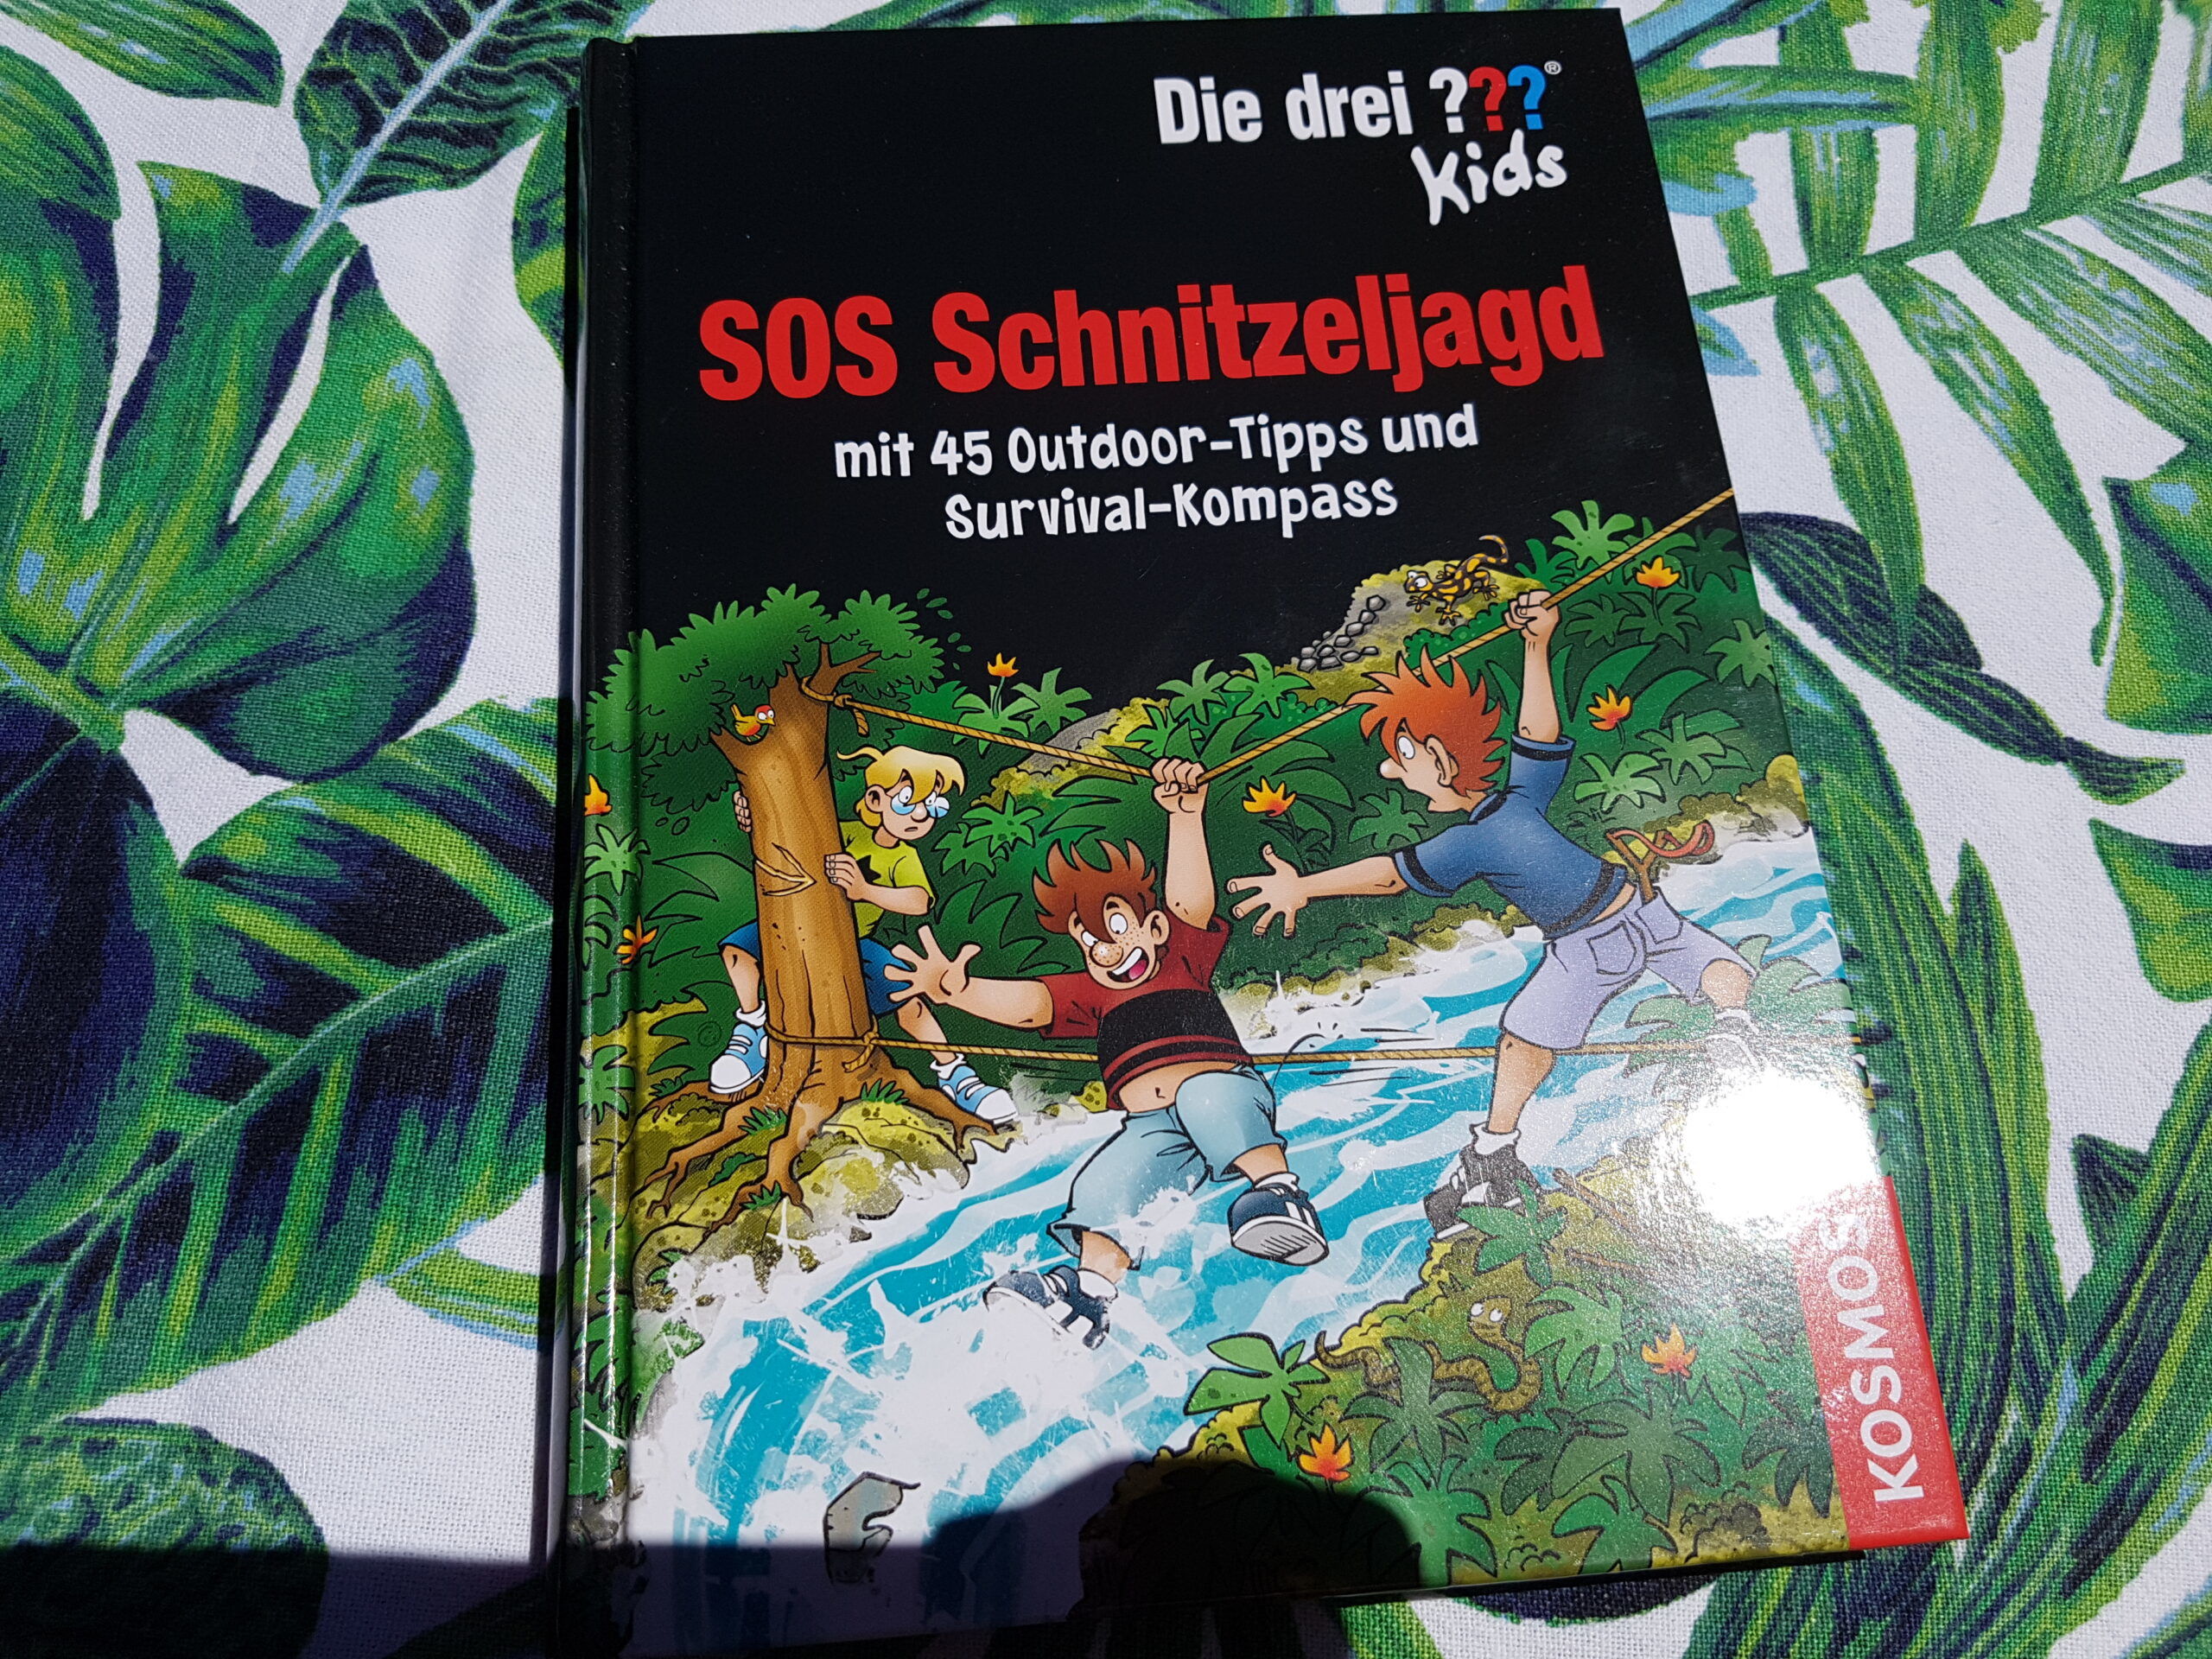 Die drei ???®
Kids
SOS Schnitzeljagd
mit 45 Outdoor-Tipps und
Survival-Kompass
KOSMOS